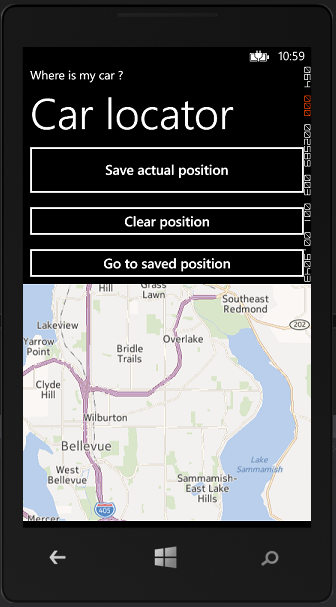 10:59
Where is my car ?
Car locator
Save actual position
Clear position
Go to saved position
Hill
Grass
Lawn
Southeast
Redmond
Lakeview
202
Yarrow
Point
Overlake
Bridle
Trails
Clyde
Hill
Wilburton
Bellevue
Lake
Sammamish
West
Bellevue
Sammamish-
East Lake
Hills
405
Mercer